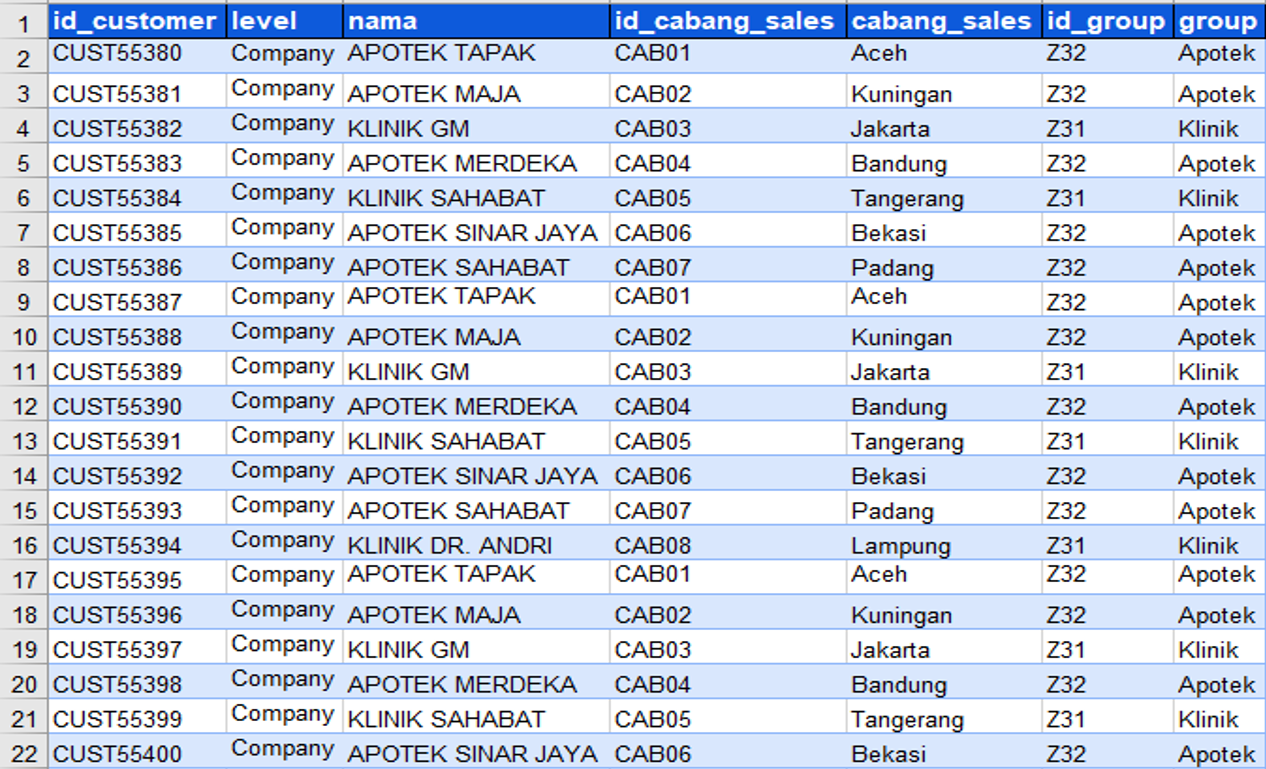 1 id_customer level nama id_cabang_sales cabang_sales id_group group
2 CUST55380 Company APOTEK TAPAK CAB01 Aceh Z32 Apotek
3 CUST55381 Company APOTEK MAJA CAB02 Kuningan Z32 Apotek
4 CUST55382 Company KLINIK GM CAB03 Jakarta Z31 Klinik
5 CUST55383 Company APOTEK MERDEKA CAB04 Bandung Z32 Apotek
6 CUST55384 Company KLINIK SAHABAT CAB05 Tangerang Z31 Klinik
7 CUST55385 Company APOTEK SINAR JAYA CAB06 Bekasi Z32 Apotek
8 CUST55386 Company APOTEK SAHABAT CAB07 Padang Z32 Apotek
9 CUST55387 Company APOTEK TAPAK CAB01 Aceh Z32 Apotek
10 CUST55388 Company APOTEK MAJA CAB02 Kuningan Z32 Apotek
11 CUST55389 Company KLINIK GM CAB03 Jakarta Z31 Klinik
12 CUST55390 Company APOTEK MERDEKA CAB04 Bandung Z32 Apotek
13 CUST55391 Company KLINIK SAHABAT CAB05 Tangerang Z31 Klinik
14 CUST55392 Company APOTEK SINAR JAYA CAB06 Bekasi Z32 Apotek
15 CUST55393 Company APOTEK SAHABAT CAB07 Padang Z32 Apotek
16 CUST55394 Company KLINIK DR. ANDRI CAB08 Lampung Z31 Klinik
17 CUST55395 Company APOTEK TAPAK CAB01 Aceh Z32 Apotek
18 CUST55396 Company APOTEK MAJA CAB02 Kuningan Z32 Apotek
19 CUST55397 Company KLINIK GM CAB03 Jakarta Z31 Klinik
20 CUST55398 Company APOTEK MERDEKA CAB04 Bandung Z32 Apotek
21 CUST55399 Company KLINIK SAHABAT CAB05 Tangerang Z31 Klinik
22 CUST55400 Company APOTEK SINAR JAYA CAB06 Bekasi Z32 Apotek